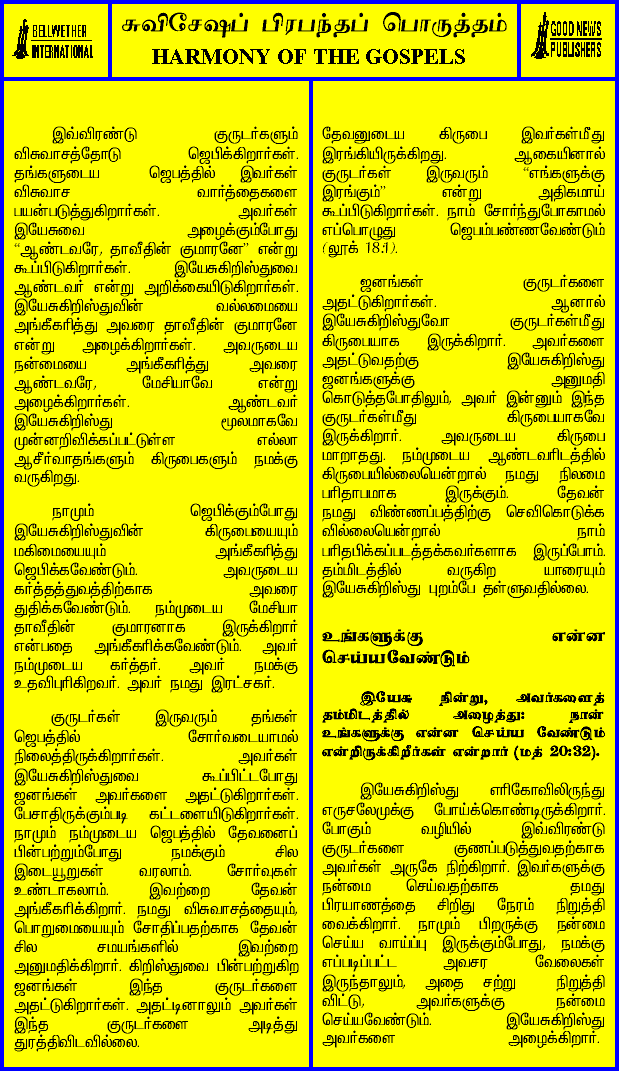 BELLWETHER
INTERNATIONAL
சுவிசேஷப் பிரபந்தப் பொருத்தம்
HARMONY OF THE GOSPELS
GOOD NEWS
PUBLISHERS
இவ்விரண்டு குருடர்களும்
விசுவாசத்தோடு ஜெபிக்கிறார்கள்.
தங்களுடைய ஜெபத்தில் இவர்கள்
விசுவாச வார்த்தைகளை
பயன்படுத்துகிறார்கள். அவர்கள்
இயேசுவை அழைக்கும்போது
“ஆண்டவரே, தாவீதின் குமாரனே” என்று
கூப்பிடுகிறார்கள். இயேசுகிறிஸ்துவை
ஆண்டவர் என்று அறிக்கையிடுகிறார்கள்.
இயேசுகிறிஸ்துவின் வல்லமையை
அங்கீகரித்து அவரை தாவீதின் குமாரனே
என்று அழைக்கிறார்கள். அவருடைய
நன்மையை அங்கீகரித்து அவரை
ஆண்டவரே, மேசியாவே என்று
அழைக்கிறார்கள். ஆண்டவர்
இயேசுகிறிஸ்து மூலமாகவே
முன்னறிவிக்கப்பட்டுள்ள எல்லா
ஆசீர்வாதங்களும் கிருபைகளும் நமக்கு
வருகிறது.
நாமும் ஜெபிக்கும்போது
இயேசுகிறிஸ்துவின் கிருபையையும்
மகிமையையும் அங்கீகரித்து
ஜெபிக்கவேண்டும். அவருடைய
கர்த்தத்துவத்திற்காக அவரை
துதிக்கவேண்டும். நம்முடைய மேசியா
தாவீதின் குமாரனாக இருக்கிறார்
என்பதை அங்கீகரிக்கவேண்டும். அவர்
நம்முடைய கர்த்தர். அவர் நமக்கு
உதவிபுரிகிறவர். அவர் நமது இரட்சகர்.
குருடர்கள் இருவரும் தங்கள்
ஜெபத்தில் சோர்வடையாமல்
நிலைத்திருக்கிறார்கள். அவர்கள்
இயேசுகிறிஸ்துவை கூப்பிட்டபோது
ஜனங்கள் அவர்களை அதட்டுகிறார்கள்.
பேசாதிருக்கும்படி கட்டளையிடுகிறார்கள்.
நாமும் நம்முடைய ஜெபத்தில் தேவனைப்
பின்பற்றும்போது நமக்கும் சில
இடையூறுகள் வரலாம். சோர்வுகள்
உண்டாகலாம். இவற்றை தேவன்
அங்கீகரிக்கிறார். நமது விசுவாசத்தையும்,
பொறுமையையும் சோதிப்பதற்காக தேவன்
சில சமயங்களில் இவற்றை
அனுமதிக்கிறார். கிறிஸ்துவை பின்பற்றுகிற
ஜனங்கள் இந்த குருடர்களை
அதட்டுகிறார்கள். அதட்டினாலும் அவர்கள்
இந்த குருடர்களை அடித்து
துரத்திவிடவில்லை.
தேவனுடைய கிருபை இவர்கள்மீது
இரங்கியிருக்கிறது. ஆகையினால்
குருடர்கள் இருவரும் “எங்களுக்கு
இரங்கும்” என்று அதிகமாய்
கூப்பிடுகிறார்கள். நாம் சோர்ந்துபோகாமல்
எப்பொழுது ஜெபம்பண்ணவேண்டும்
(லூக் 18:1).
ஜனங்கள் குருடர்களை
அதட்டுகிறார்கள். ஆனால்
இயேசுகிறிஸ்துவோ குருடர்கள்மீது
கிருபையாக இருக்கிறார். அவர்களை
அதட்டுவதற்கு இயேசுகிறிஸ்து
ஜனங்களுக்கு அனுமதி
கொடுத்தபோதிலும், அவர் இன்னும் இந்த
குருடர்கள்மீது கிருபையாகவே
இருக்கிறார். அவருடைய கிருபை
மாறாதது. நம்முடைய ஆண்டவரிடத்தில்
கிருபையில்லையென்றால் நமது நிலமை
பரிதாபமாக இருக்கும். தேவன்
நமது விண்ணப்பத்திற்கு செவிகொடுக்க
வில்லையென்றால் நாம்
பரிதபிக்கப்படத்தக்கவர்களாக இருப்போம்.
தம்மிடத்தில் வருகிற யாரையும்
இயேசுகிறிஸ்து புறம்பே தள்ளுவதில்லை.
உங்களுக்கு என்ன
செய்யவேண்டும்
இயேசு நின்று, அவர்களைத்
தம்மிடத்தில் அழைத்து: நான்
உங்களுக்கு என்ன செய்ய வேண்டும்
என்றிருக்கிறீர்கள் என்றார் (மத் 20:32).
இயேசுகிறிஸ்து எரிகோவிலிருந்து
எருசலேமுக்கு போய்க்கொண்டிருக்கிறார்.
போகும் வழியில் இவ்விரண்டு
குருடர்களை குணப்படுத்துவதற்காக
அவர்கள் அருகே நிற்கிறார். இவர்களுக்கு
நன்மை செய்வதற்காக தமது
பிரயாணத்தை சிறிது நேரம் நிறுத்தி
வைக்கிறார். நாமும் பிறருக்கு நன்மை
செய்ய வாய்ப்பு இருக்கும்போது, நமக்கு
எப்படிப்பட்ட அவசர வேலைகள்
இருந்தாலும், அதை சற்று நிறுத்தி
விட்டு, அவர்களுக்கு நன்மை
செய்யவேண்டும். இயேசுகிறிஸ்து
அவர்களை அழைக்கிறார்.